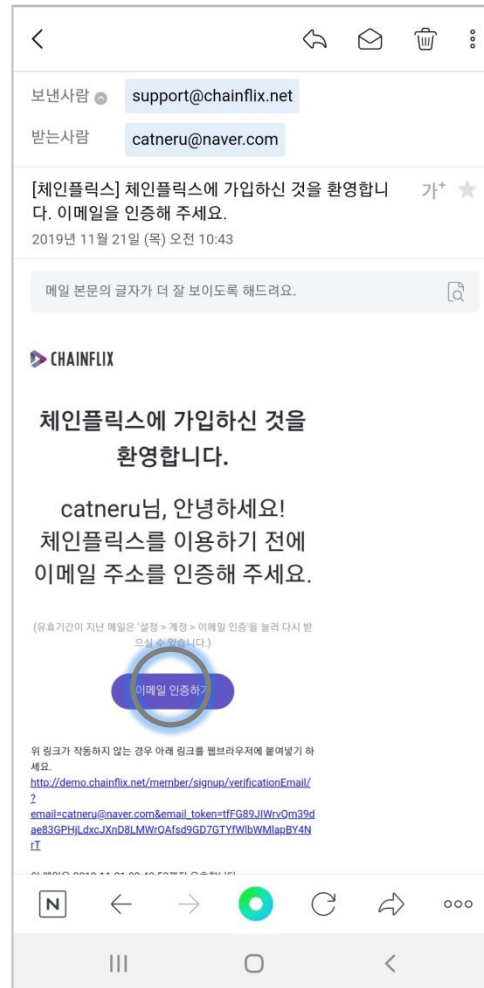 보낸사람 support@chainflix.net
받는사람 catneru@naver.com
[체인플릭스] 체인플릭스에 가입하신 것을 환영합니
다. 이메일을 인증해 주세요.
가+
2019년 11월 21일 (목) 오전 10:43
메일 본문의 글자가 더 잘 보이도록 해드려요.
CHAINFLIX
체인플릭스에 가입하신 것을
환영합니다.
catneru님, 안녕하세요!
체인플릭스를 이용하기 전에
이메일 주소를 인증해 주세요.
(유효기간이 지난 메일은 '설정 > 계정 > 이메일 인증'을 눌러 다시 받
으실 수 있습니다.)
이메일 인증하기
위 링크가 작동하지 않는 경우 아래 링크를 웹브라우저에 붙여넣기 하
세요.
http://demo.chainflix.net/member/signup/verificationEmail/
?
email=catneru@naver.com&email_token=tfFG89JIWrvQm39d
ae83GPHjLdxcJXnD8LMWrQAfsd9GD7GTYfWlbWMlapBY4N
rT
N